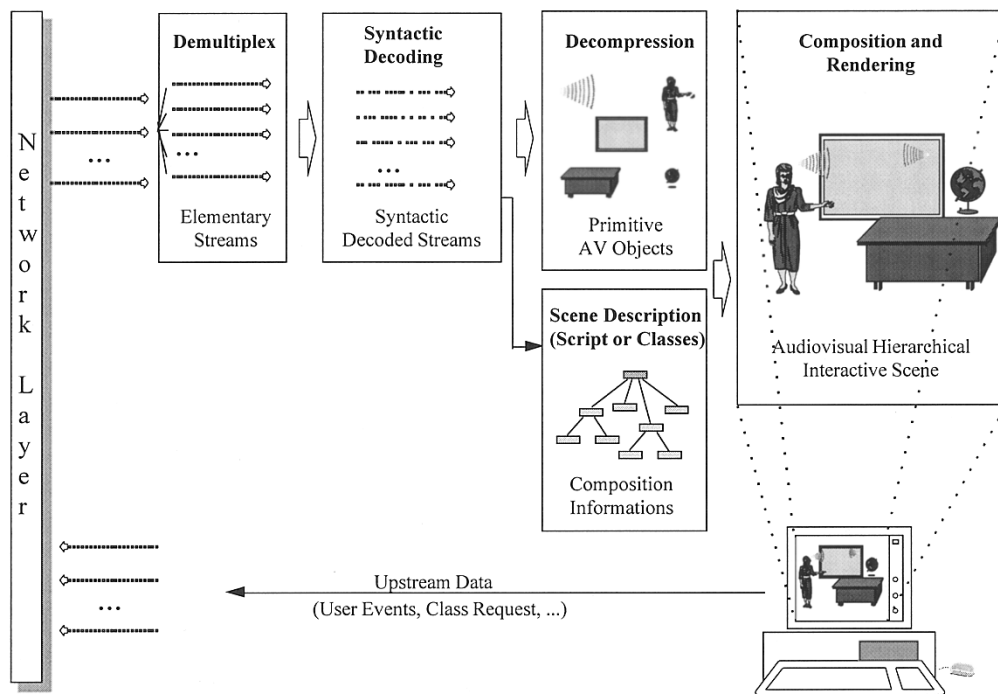 Network Layer
Demultiplex
...
Elementary
Streams
Syntactic
Decoding
...
Syntactic
Decoded Streams
Decompression
Primitive
AV Objects
Scene Description
(Script or Classes)
Composition
Informations
Composition and
Rendering
Audiovisual Hierarchical
Interactive Scene
...
...
Upstream Data
(User Events, Class Request, ...)